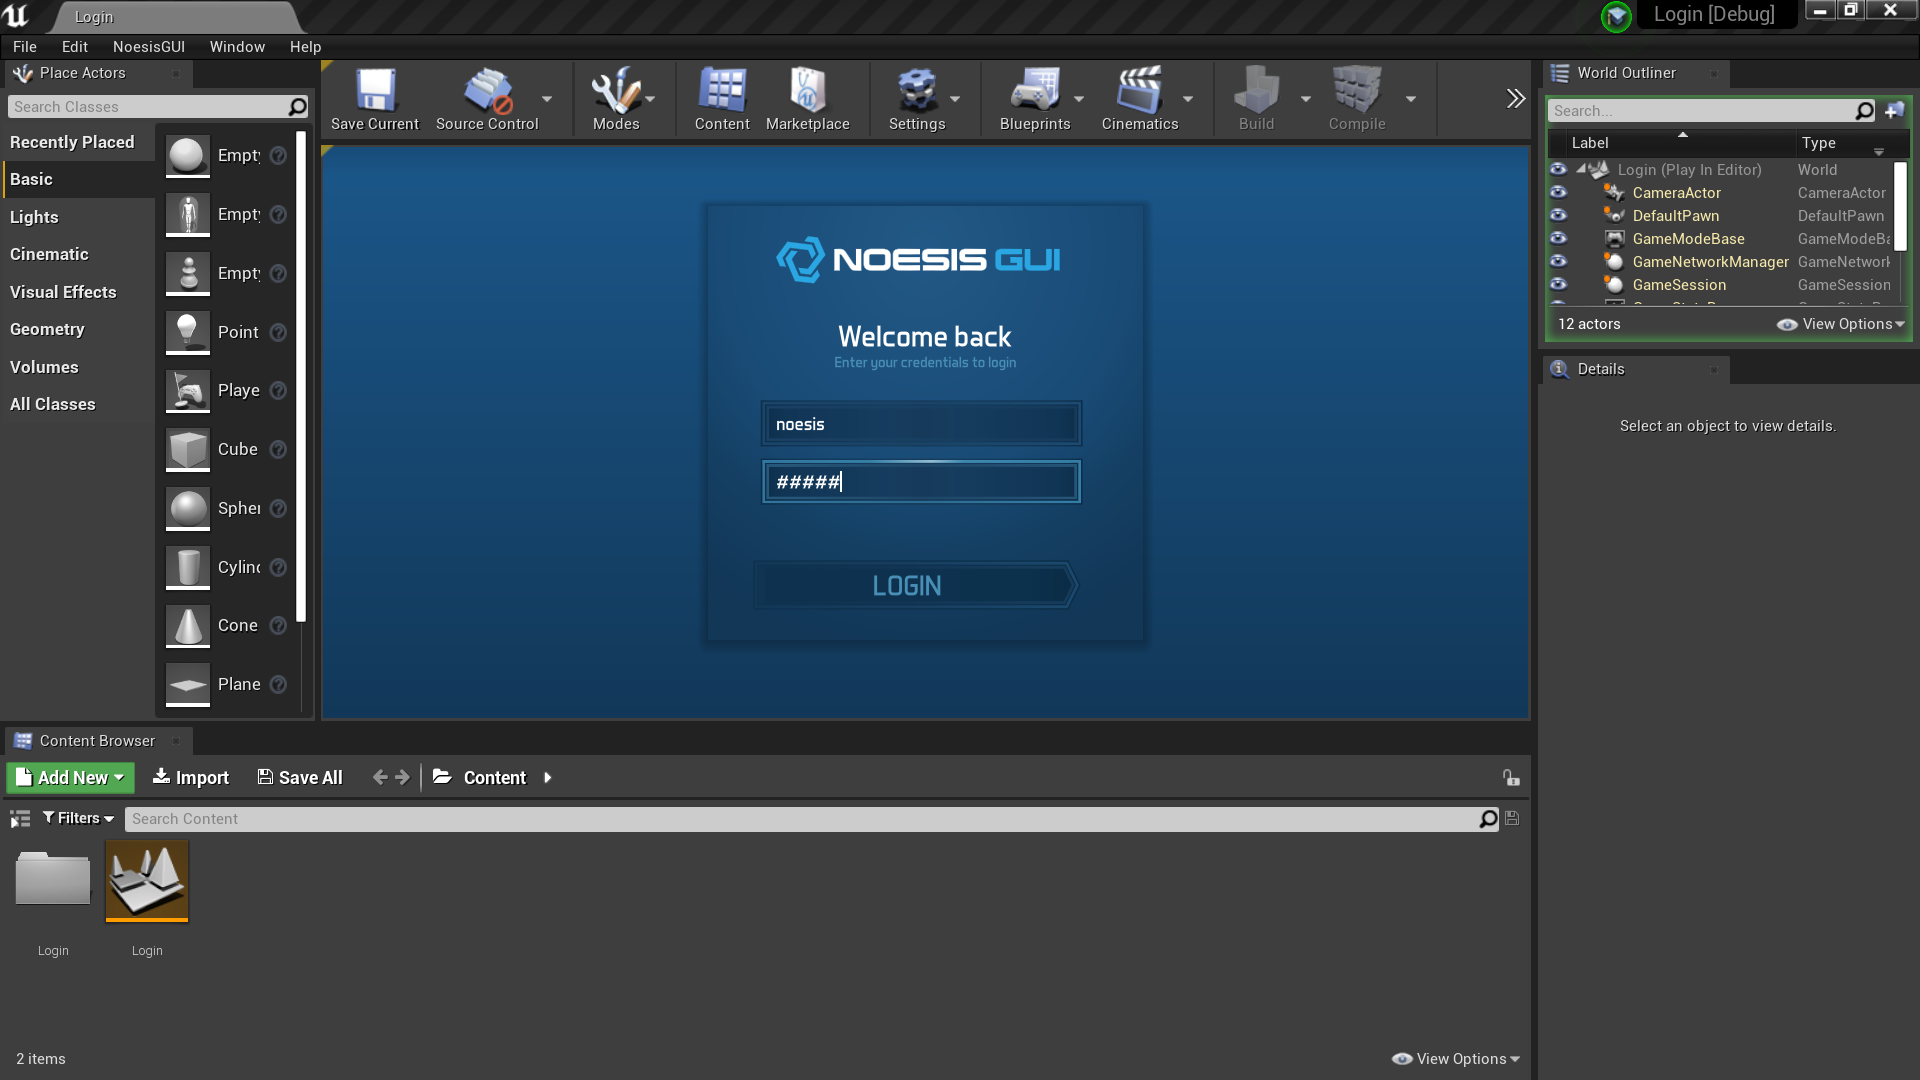 Login
Login [Debug]
File Edit NoesisGUI Window Help
Place Actors
Search Classes
Recently Placed
Basic
Lights
Cinematic
Visual Effects
Geometry
Volumes
All Classes
Empty
Empty
Empty
Point
Playe
Cube
Spher
Cylinc
Cone
Plane
Save Current
Source Control
Modes
Content
Marketplace
Settings
Blueprints
Cinematics
Build
Compile
NOESIS GUI
Welcome back
Enter your credentials to login
noesis
#####
LOGIN
World Outliner
Search...
Label Type
Login (Play In Editor) World
CameraActor CameraActor
DefaultPawn DefaultPawn
GameModeBase GameModeBa
GameNetworkManager GameNetwork
GameSession GameSession
12 actors
View Options
Details
Select an object to view details.
Content Browser
Add New Import Save All Content
Filters
Search Content
Login
Login
2 items
View Options